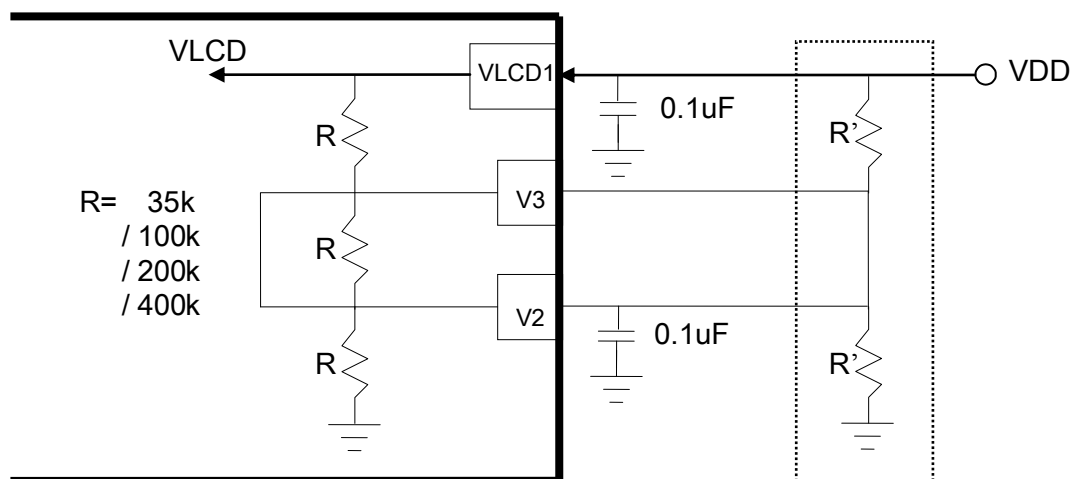 VLCD
VLCD1
VDD
0.1uF
R
R’
V3
R= 35k
/ 100k
/ 200k
/ 400k
R
V2
0.1uF
R
R’